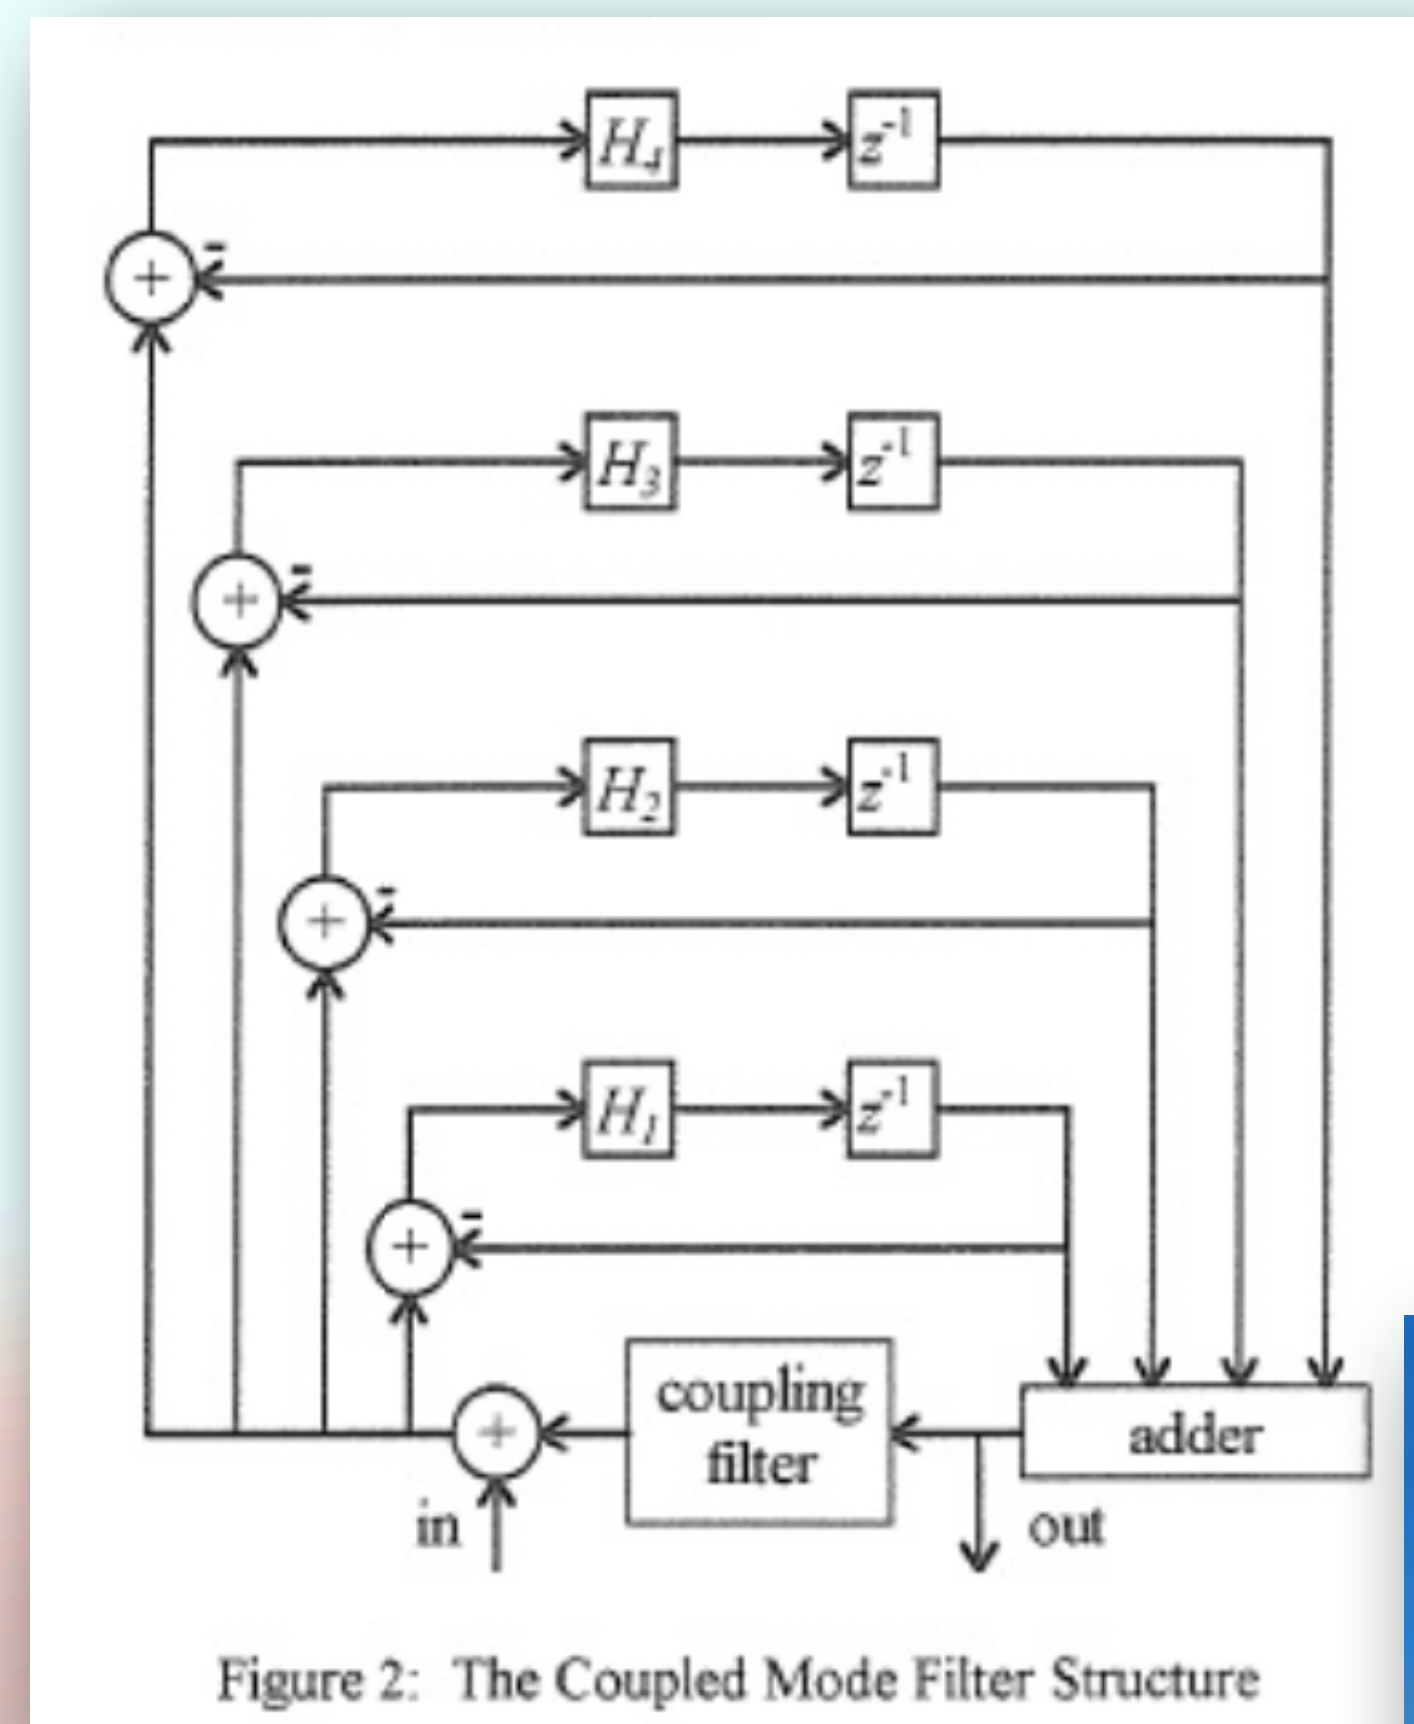 H₄ z⁻¹
-
+
H₃ z⁻¹
-
+
H₂ z⁻¹
-
+
H₁ z⁻¹
-
+
coupling
filter
+
adder
in
out
Figure 2: The Coupled Mode Filter Structure